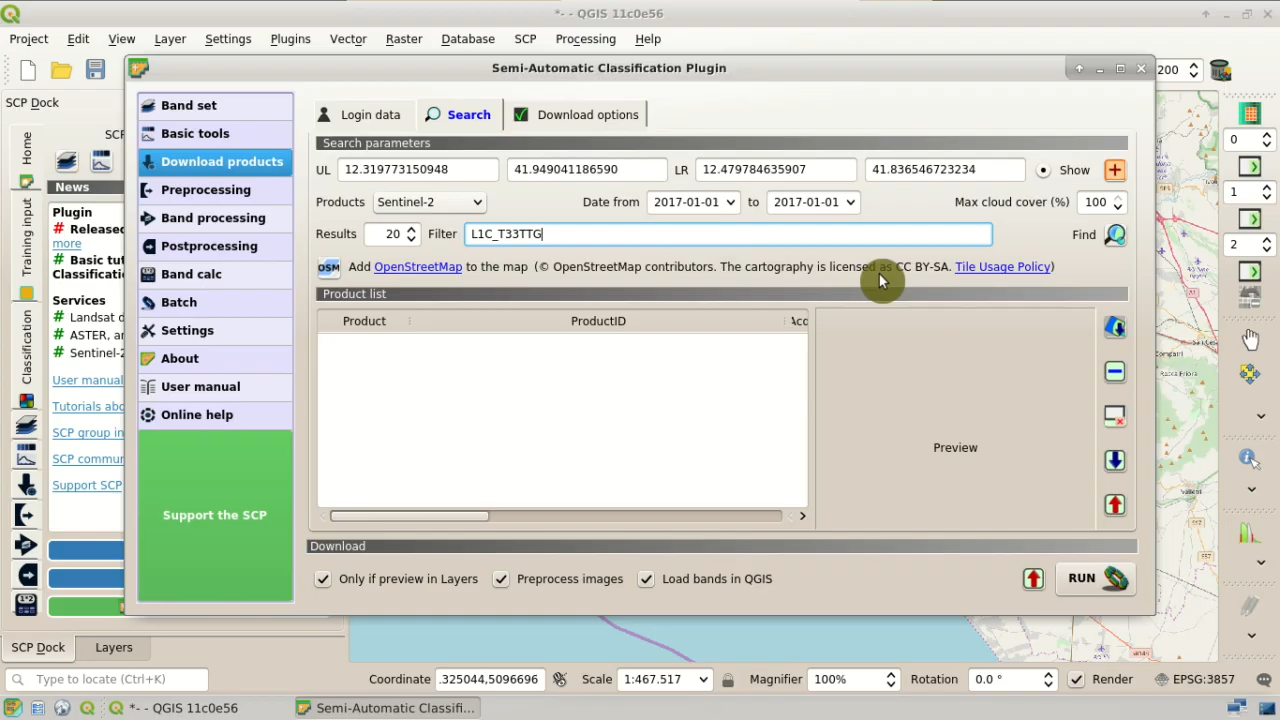 *- - QGIS 11c0e56
Project Edit View Layer Settings Plugins Vector Raster Database SCP Processing Help
Semi-Automatic Classification Plugin
200
SCP Dock
Home
Training input
Classification
SC
News
Plugin
# Released
more
# Basic tu
Classificatio
Services
# Landsat d
# ASTER, an
# Sentinel-2
User manual
Tutorials abo
SCP group in
SCP commun
Support SCP
Band set
Basic tools
Download products
Preprocessing
Band processing
Postprocessing
Band calc
Batch
Settings
About
User manual
Online help
Support the SCP
Login data Search Download options
Search parameters
UL 12.319773150948 41.949041186590 LR 12.479784635907 41.836546723234 Show
Products Sentinel-2 Date from 2017-01-01 to 2017-01-01 Max cloud cover (%) 100
Results 20 Filter L1C_T33TTG Find
OSM Add OpenStreetMap to the map (© OpenStreetMap contributors. The cartography is licensed as CC BY-SA. Tile Usage Policy)
Product list
Product ProductID Acc
Preview
Download
Only if preview in Layers Preprocess images Load bands in QGIS RUN
0
1
2
SCP Dock Layers
Type to locate (Ctrl+K) Coordinate .325044,5096696 Scale 1:467.517 Magnifier 100% Rotation 0.0 ° Render EPSG:3857
*- - QGIS 11c0e56 Semi-Automatic Classifi...